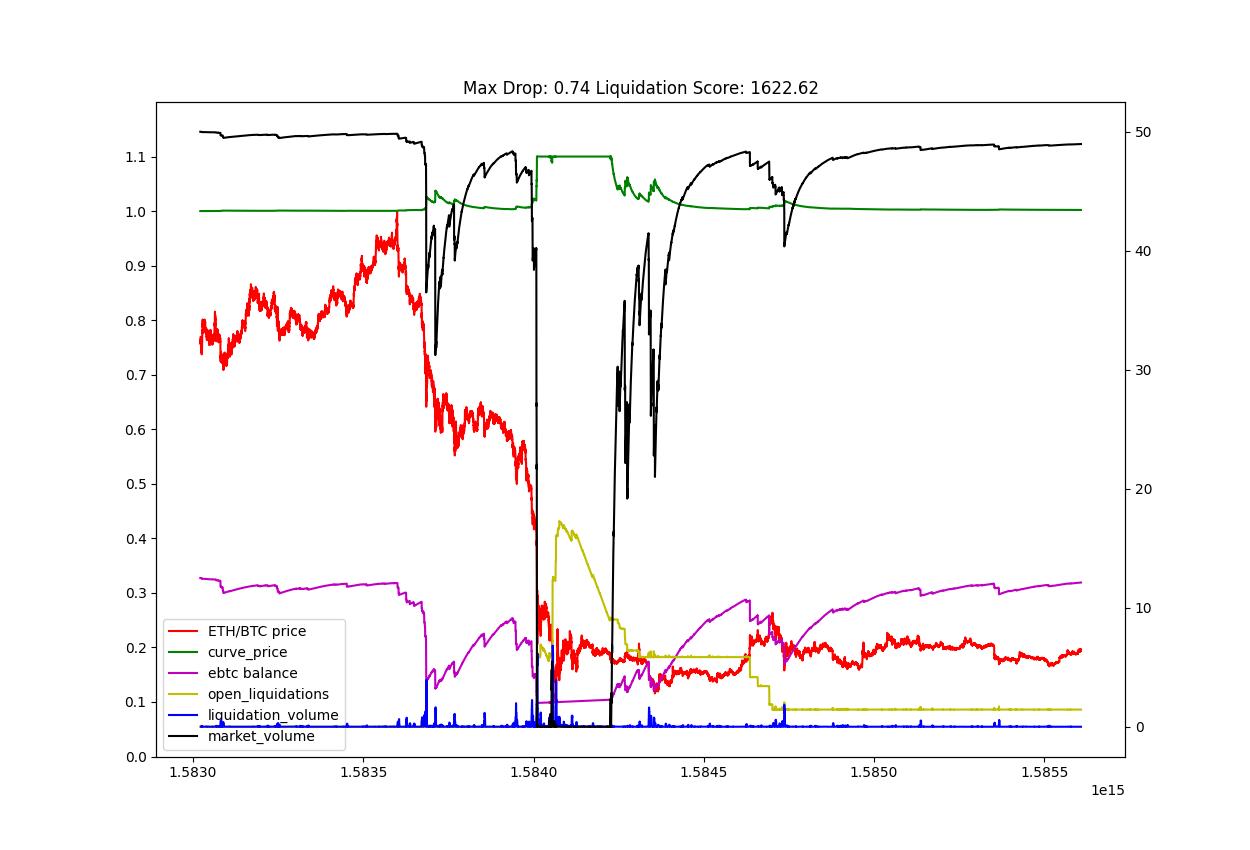 Max Drop: 0.74 Liquidation Score: 1622.62
1.1
1.0
0.9
0.8
0.7
0.6
0.5
0.4
0.3
0.2
0.1
0.0
50
40
30
20
10
0
ETH/BTC price
curve_price
ebtc balance
open_liquidations
liquidation_volume
market_volume
1.5830 1.5835 1.5840 1.5845 1.5850 1.5855
1e15